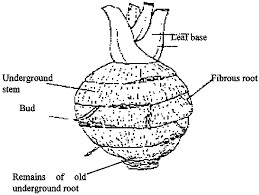 Leaf base
Underground
stem
Fibrous root
Bud
Remains of old
underground root